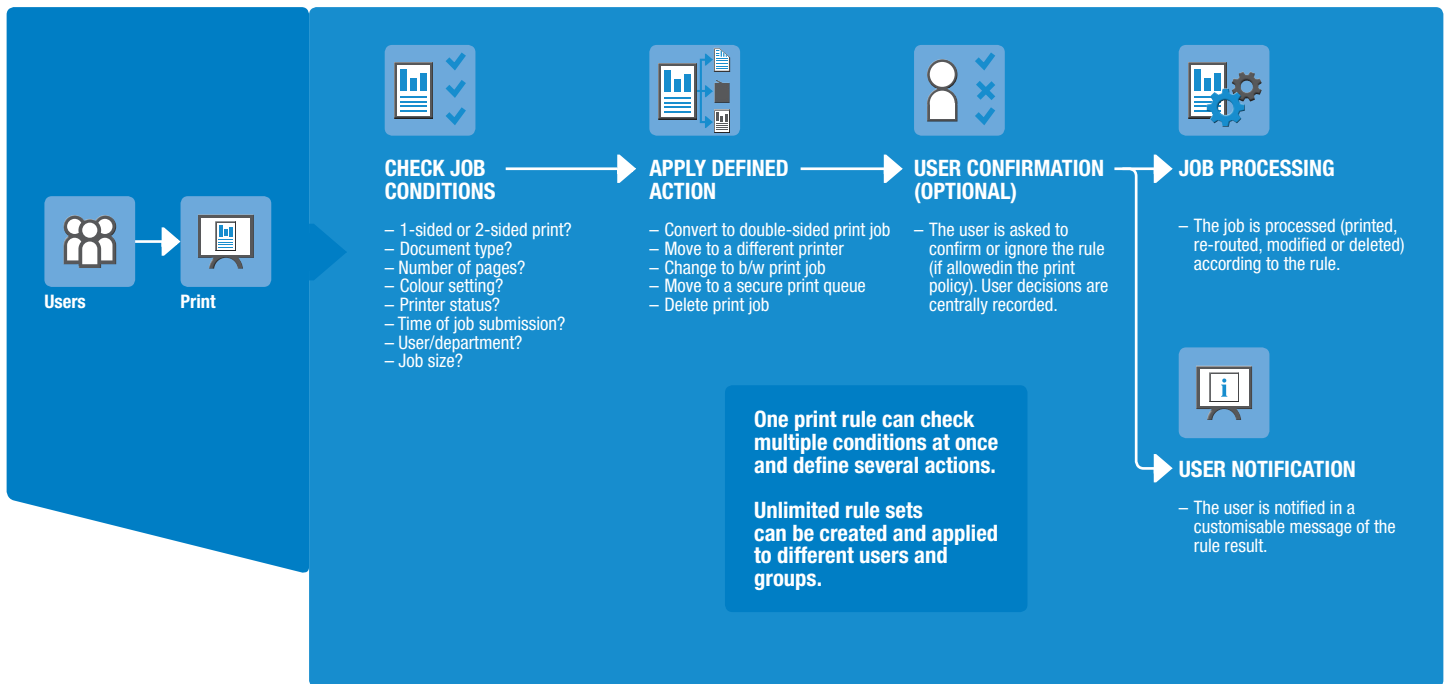 Users
Print
CHECK JOB
CONDITIONS
– 1-sided or 2-sided print?
– Document type?
– Number of pages?
– Colour setting?
– Printer status?
– Time of job submission?
– User/department?
– Job size?
APPLY DEFINED
ACTION
– Convert to double-sided print job
– Move to a different printer
– Change to b/w print job
– Move to a secure print queue
– Delete print job
USER CONFIRMATION
(OPTIONAL)
– The user is asked to
confirm or ignore the rule
(if allowedin the print
policy). User decisions are
centrally recorded.
JOB PROCESSING
– The job is processed (printed,
re-routed, modified or deleted)
according to the rule.
i
USER NOTIFICATION
– The user is notified in a
customisable message of the
rule result.
One print rule can check
multiple conditions at once
and define several actions.
Unlimited rule sets
can be created and applied
to different users and
groups.